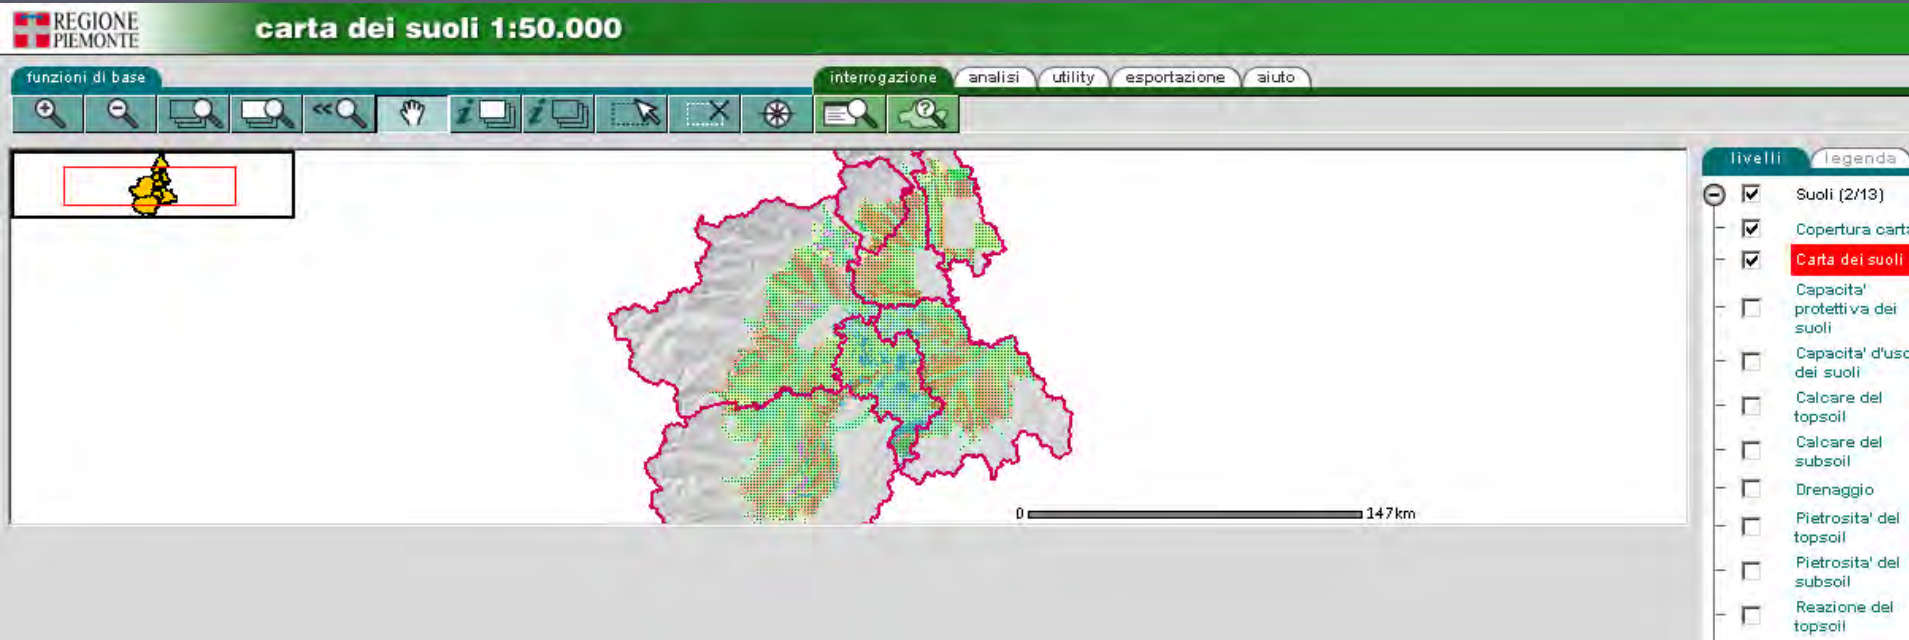 REGIONE
PIEMONTE
carta dei suoli 1:50.000
funzioni di base
interrogazione
analisi
utility
esportazione
aiuto
livelli
legenda
Suoli (2/13)
Copertura carta
Carta dei suoli
Capacita'
protettiva dei
suoli
Capacita' d'uso
dei suoli
Calcare del
topsoil
Calcare del
subsoil
Drenaggio
Pietrosita' del
topsoil
Pietrosita' del
subsoil
Reazione del
topsoil
0
147km